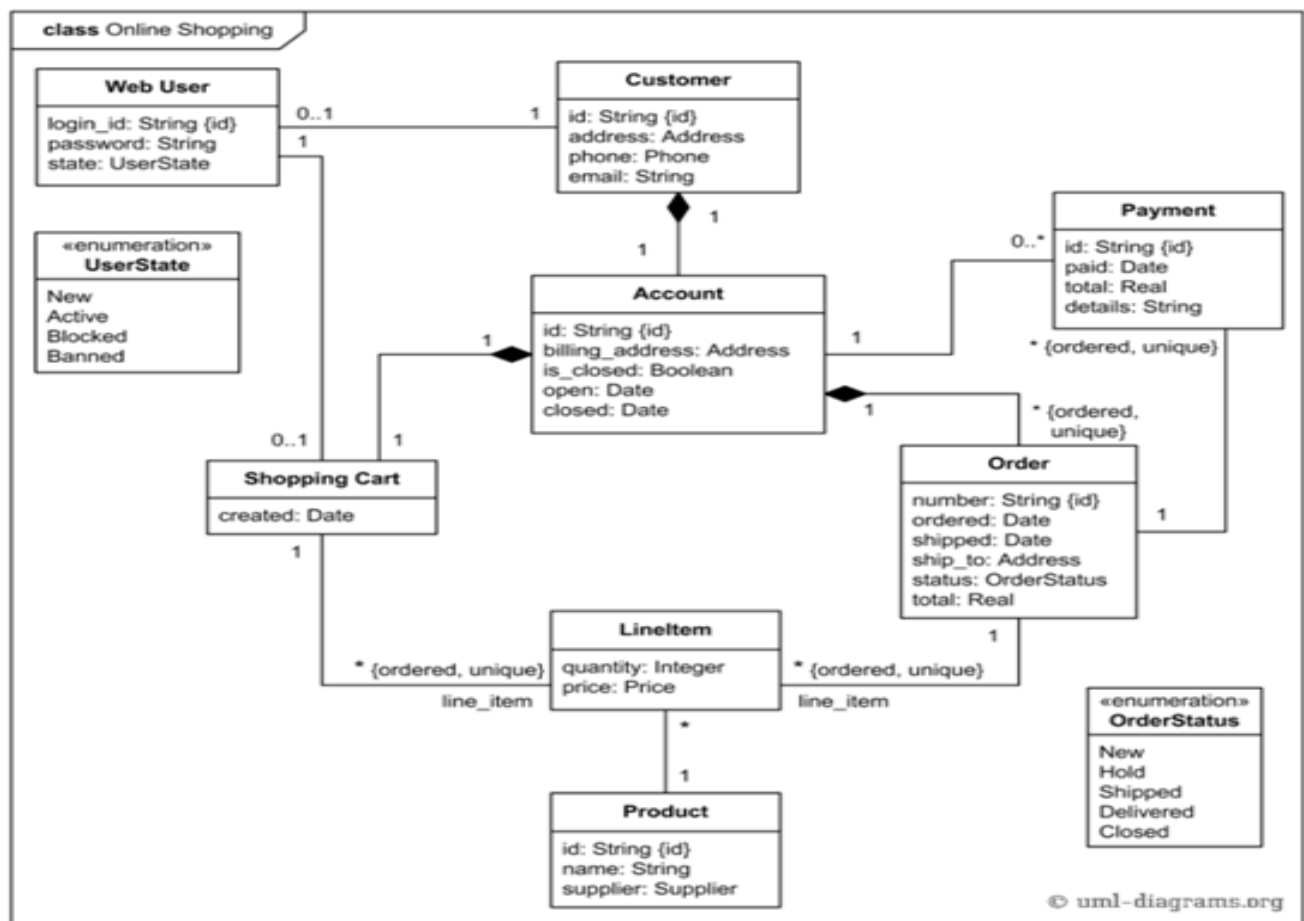 class Online Shopping
Web User
login_id: String {id}
password: String
state: UserState
0..1
1
1
Customer
id: String {id}
address: Address
phone: Phone
email: String
1
1
«enumeration»
UserState
New
Active
Blocked
Banned
Payment
id: String {id}
paid: Date
total: Real
details: String
0..*
1
* {ordered, unique}
Account
id: String {id}
billing_address: Address
is_closed: Boolean
open: Date
closed: Date
1
1
0..1
1
* {ordered,
unique}
Shopping Cart
created: Date
1
Order
number: String {id}
ordered: Date
shipped: Date
ship_to: Address
status: OrderStatus
total: Real
1
1
LineItem
quantity: Integer
price: Price
* {ordered, unique}
line_item
* {ordered, unique}
line_item
*
1
Product
id: String {id}
name: String
supplier: Supplier
«enumeration»
OrderStatus
New
Hold
Shipped
Delivered
Closed
© uml-diagrams.org